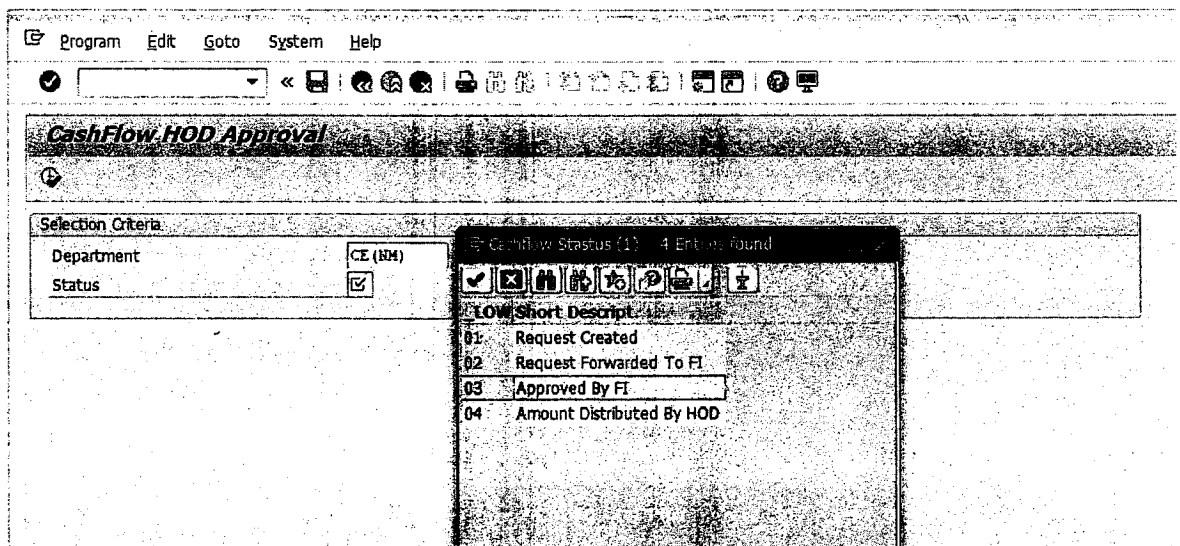 Program Edit Goto System Help
CashFlow.HOD Approval
Selection Criteria
Department CE (NM)
Status
Cashflow Stastus (1) 4 Entries found
LOW Short Descript.
01 Request Created
02 Request Forwarded To FI
03 Approved By FI
04 Amount Distributed By HOD